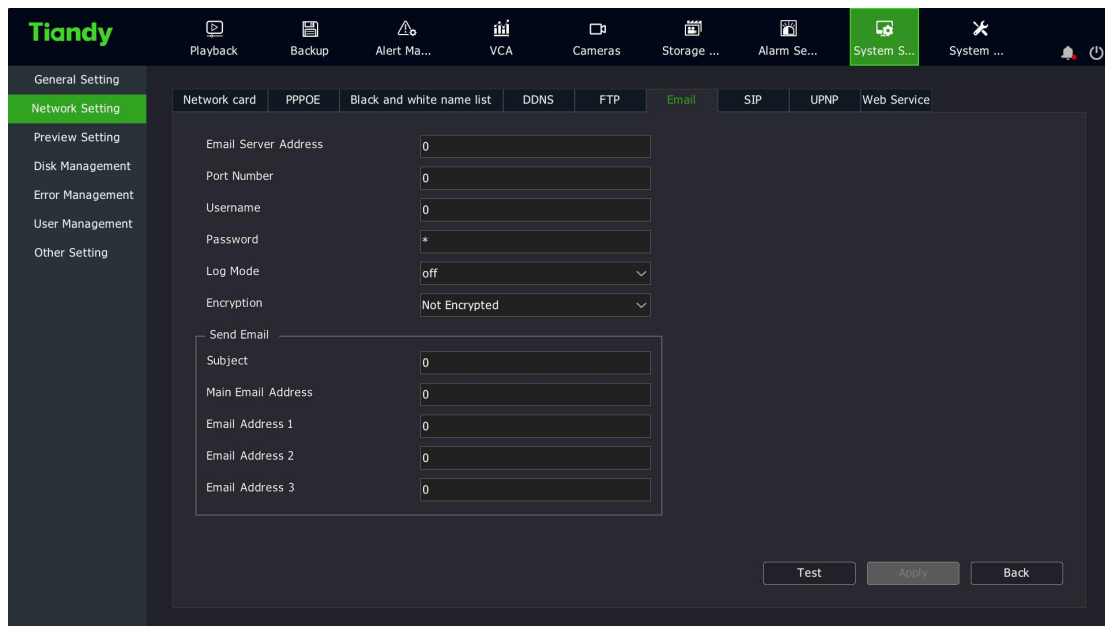 Tiandy
Playback Backup Alert Ma... VCA Cameras Storage ... Alarm Se... System S... System ...
General Setting
Network Setting
Preview Setting
Disk Management
Error Management
User Management
Other Setting
Network card PPPOE Black and white name list DDNS FTP Email SIP UPNP Web Service
Email Server Address 0
Port Number 0
Username 0
Password *
Log Mode off
Encryption Not Encrypted
Send Email
Subject 0
Main Email Address 0
Email Address 1 0
Email Address 2 0
Email Address 3 0
Test Apply Back